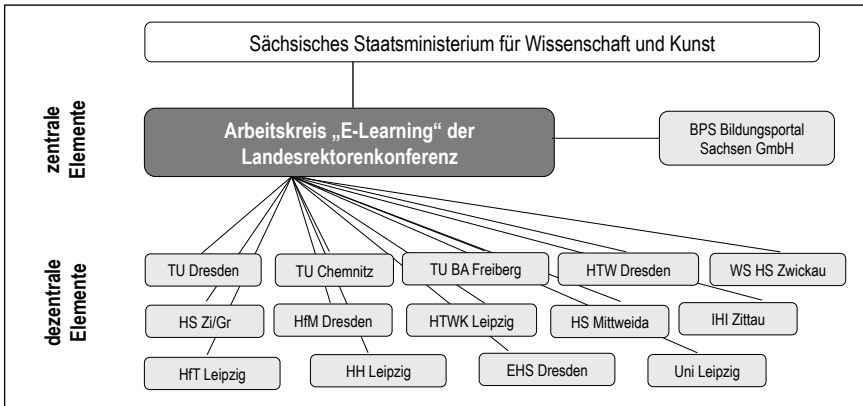 Sächsisches Staatsministerium für Wissenschaft und Kunst
zentrale
Elemente
Arbeitskreis „E-Learning“ der
Landesrektorenkonferenz
BPS Bildungsportal
Sachsen GmbH
dezentrale
Elemente
TU Dresden
TU Chemnitz
TU BA Freiberg
HTW Dresden
WS HS Zwickau
HS Zi/Gr
HfM Dresden
HTWK Leipzig
HS Mittweida
IHI Zittau
HfT Leipzig
HH Leipzig
EHS Dresden
Uni Leipzig